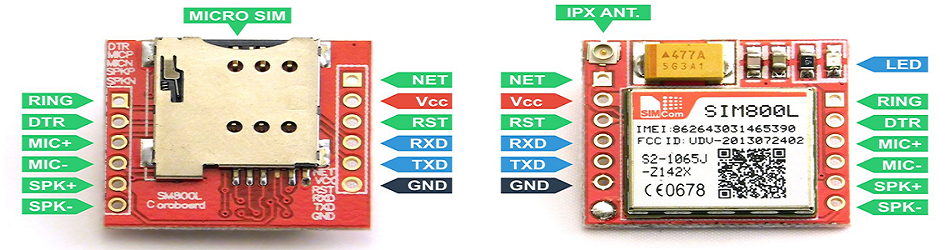 MICRO SIM
DTR
MICP
MICN
SPKP
SPKN
RING
DTR
MIC+
MIC-
SPK+
SPK-
NET
Vcc
RST
RXD
TXD
GND
SIM800L
Coreboard
NET
Vcc
RST
RXD
TXD
GND
IPX ANT.
477A
5G3A1
NET
Vcc
RST
RXD
TXD
GND
SIMCom
SIM800L
IMEI:862643031465390
FCC ID: UDV-2013072402
S2-1065J
-Z142X
CE0678
LED
RING
DTR
MIC+
MIC-
SPK+
SPK-